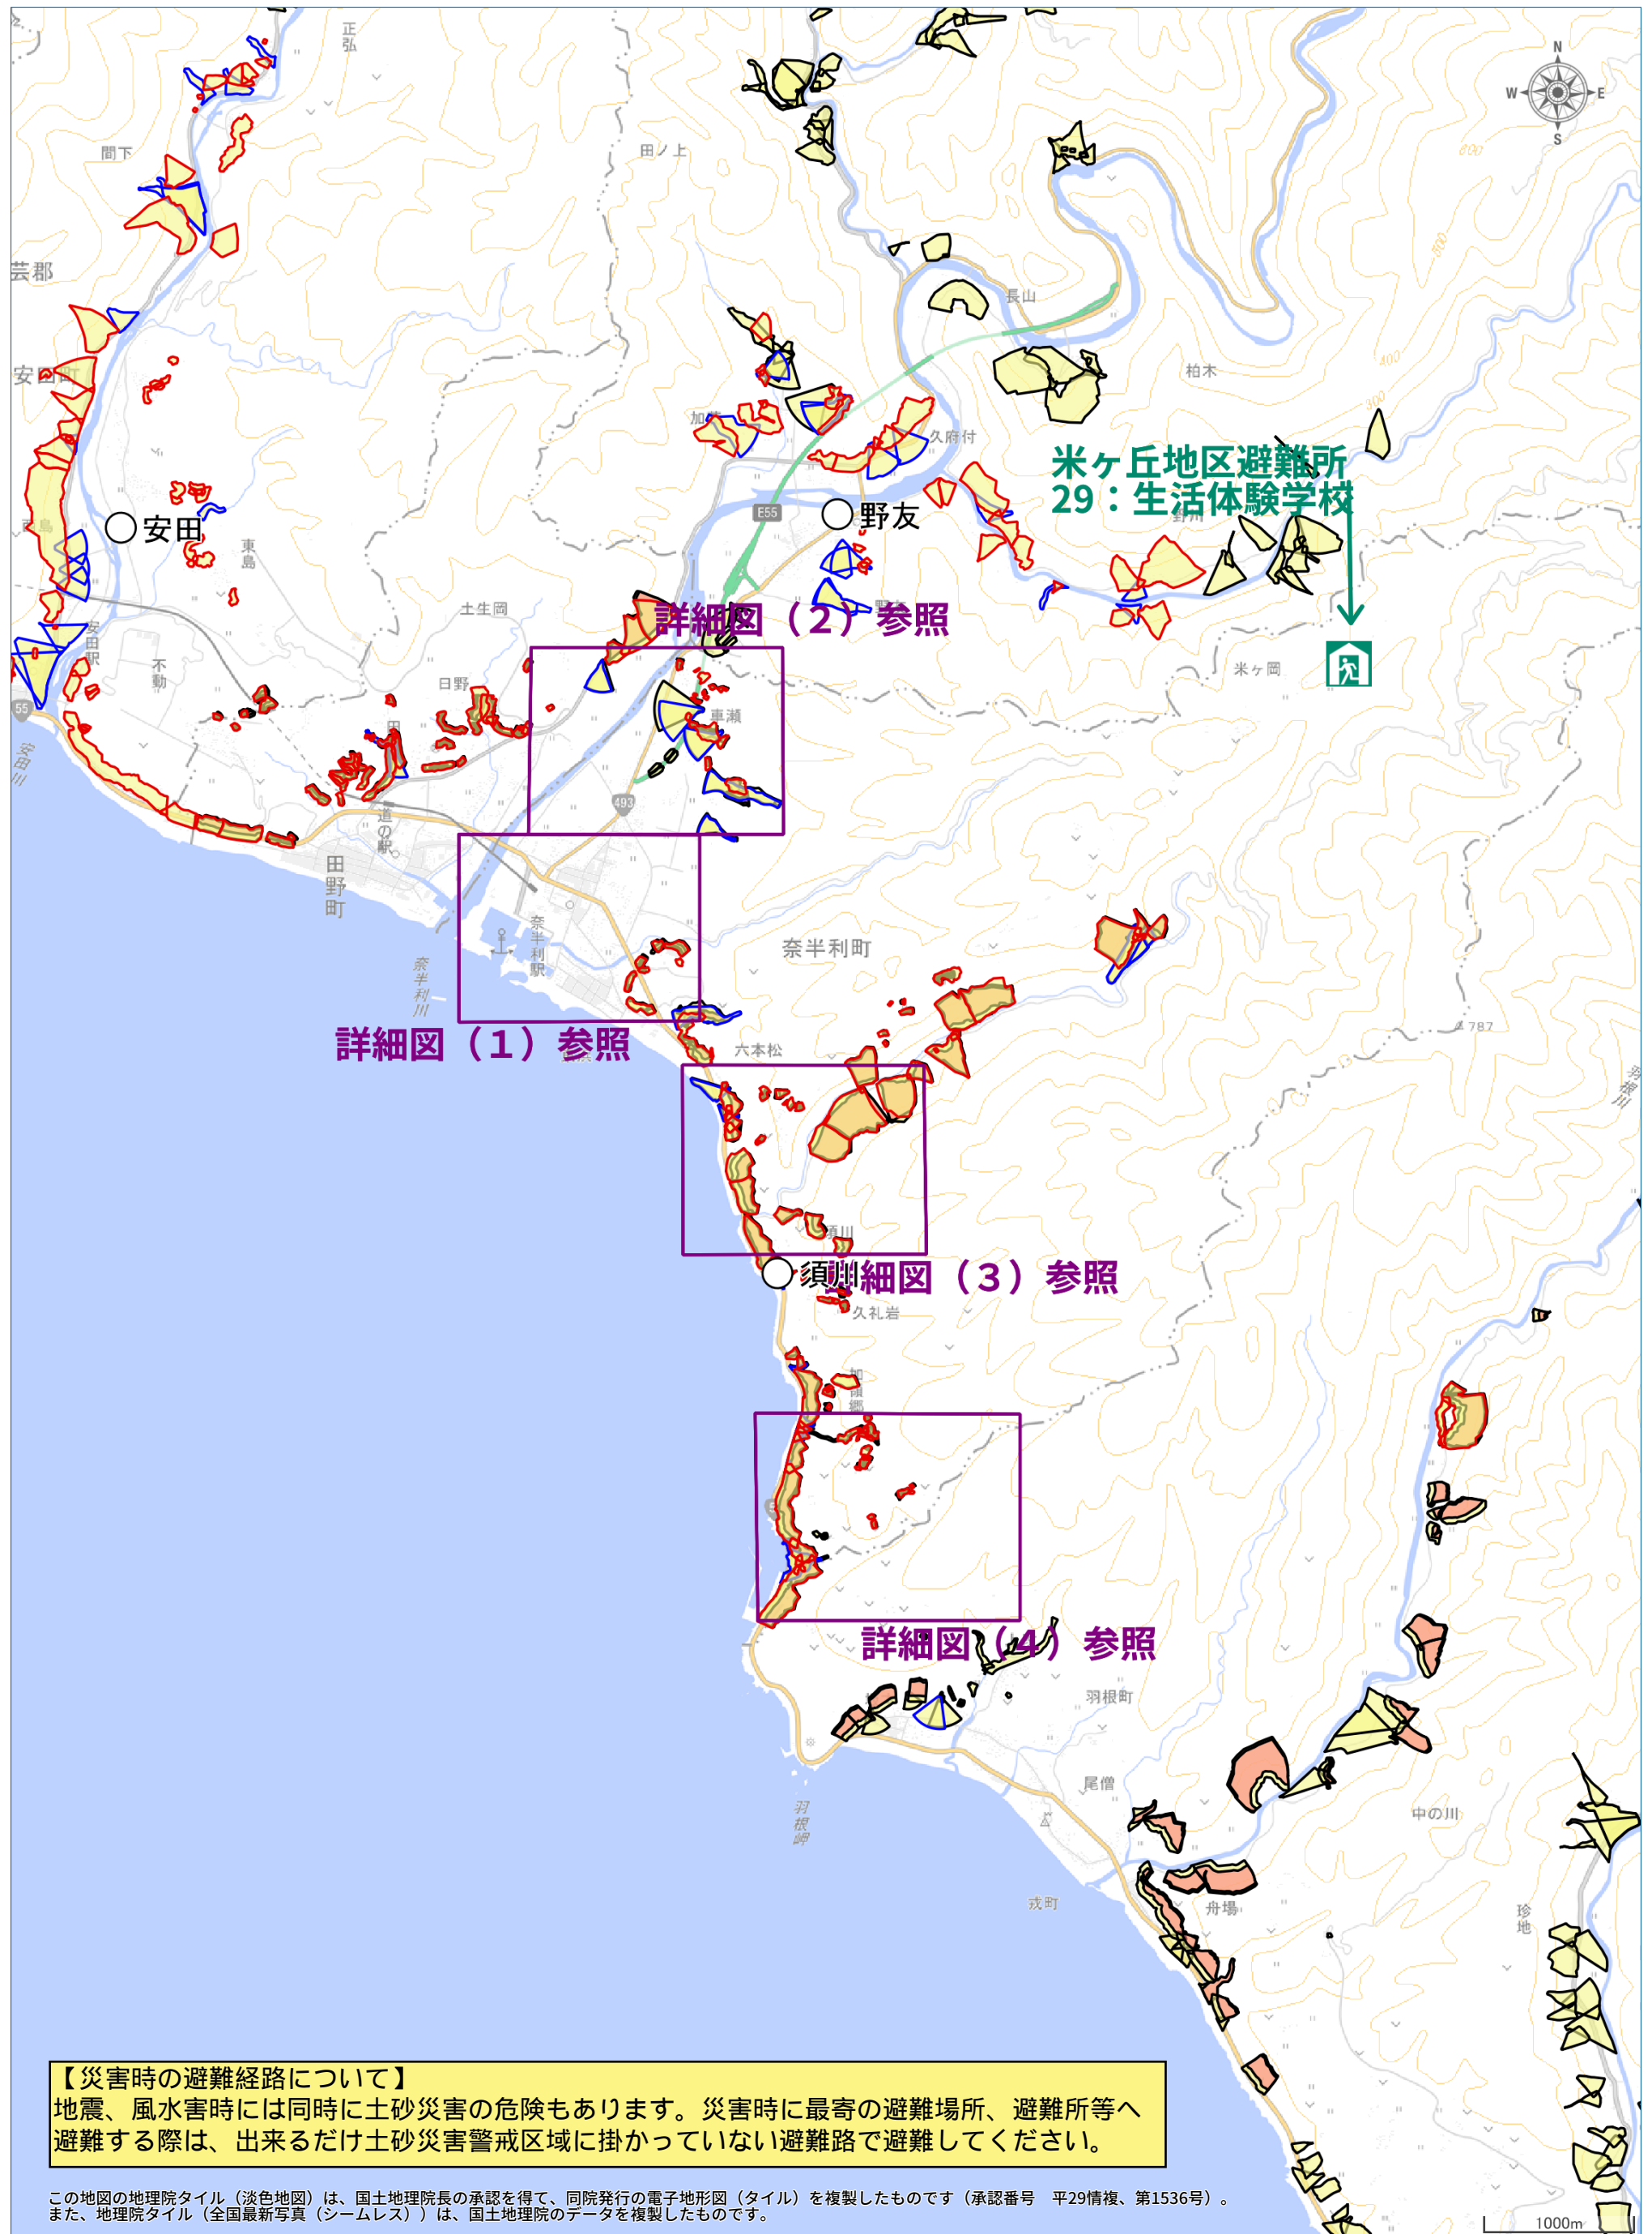 正弘
N
W
E
S
間下
田ノ上
800
芸郡
長山
400
柏木
300
久府付
米ヶ丘地区避難所
29：生活体験学校
E55
野友
安田
東島
土生岡
詳細図（２）参照
安田駅
不動
日野
米ヶ岡
車瀬
55
安田川
493
道の駅
田野町
奈半利駅
奈半利町
奈半利川
787
詳細図（１）参照
六本松
羽根川
須川
詳細図（３）参照
久礼岩
加領郷
詳細図（４）参照
羽根町
尾僧
羽根岬
中の川
戎町
舟場
珍地
【災害時の避難経路について】
地震、風水害時には同時に土砂災害の危険もあります。災害時に最寄の避難場所、避難所等へ
避難する際は、出来るだけ土砂災害警戒区域に掛かっていない避難路で避難してください。
この地図の地理院タイル（淡色地図）は、国土地理院長の承認を得て、同院発行の電子地形図（タイル）を複製したものです（承認番号　平29情複、第1536号）。
また、地理院タイル（全国最新写真（シームレス））は、国土地理院のデータを複製したものです。
1000m